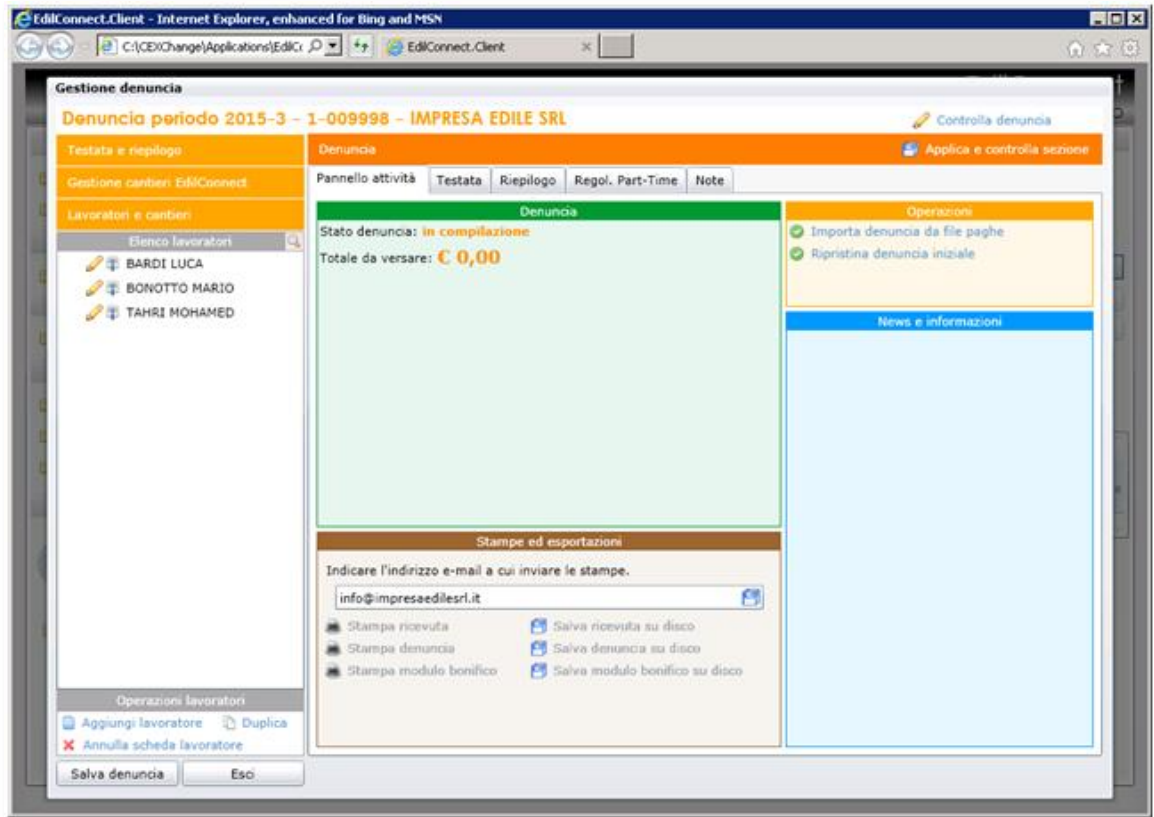 EdilConnect.Client - Internet Explorer, enhanced for Bing and MSN
C:\CEXChange\Applications\EdilCc
EdilConnect.Client
Gestione denuncia
Denuncia periodo 2015-3 - 1-009998 - IMPRESA EDILE SRL
Controlla denuncia
Testata e riepilogo
Gestione cantieri EdilConnect
Lavoratori e cantieri
Elenco lavoratori
BARDI LUCA
BONOTTO MARIO
TAHRI MOHAMED
Operazioni lavoratori
Aggiungi lavoratore Duplica
Annulla scheda lavoratore
Salva denuncia Esci
Denuncia Applica e controlla sezione
Pannello attività Testata Riepilogo Regol. Part-Time Note
Denuncia
Stato denuncia: in compilazione
Totale da versare: € 0,00
Stampe ed esportazioni
Indicare l'indirizzo e-mail a cui inviare le stampe.
info@impresaedilesrl.it
Stampa ricevuta Salva ricevuta su disco
Stampa denuncia Salva denuncia su disco
Stampa modulo bonifico Salva modulo bonifico su disco
Operazioni
Importa denuncia da file paghe
Ripristina denuncia iniziale
News e informazioni